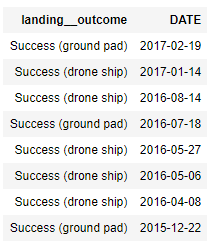 landing__outcome DATE
Success (ground pad) 2017-02-19
Success (drone ship) 2017-01-14
Success (drone ship) 2016-08-14
Success (ground pad) 2016-07-18
Success (drone ship) 2016-05-27
Success (drone ship) 2016-05-06
Success (drone ship) 2016-04-08
Success (ground pad) 2015-12-22